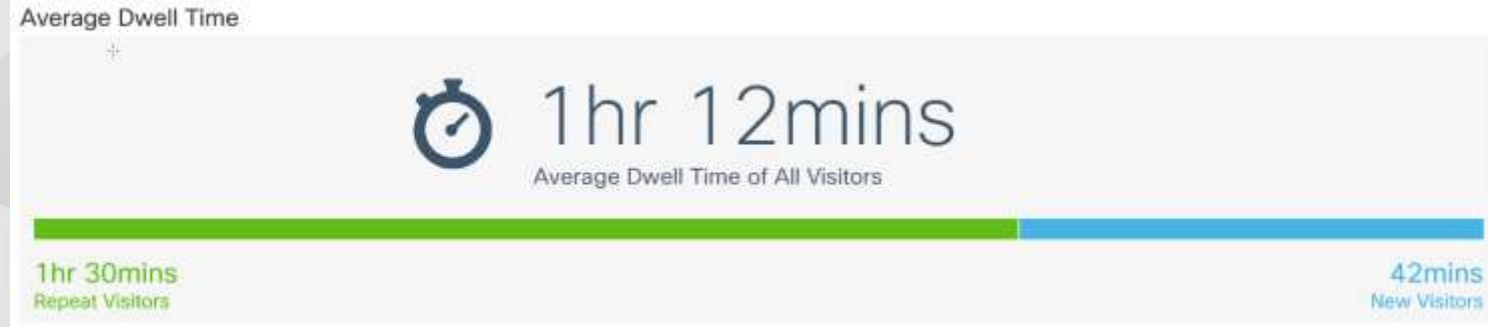 Average Dwell Time
1hr 12mins
Average Dwell Time of All Visitors
1hr 30mins
42mins
Repeat Visitors
New Visitors